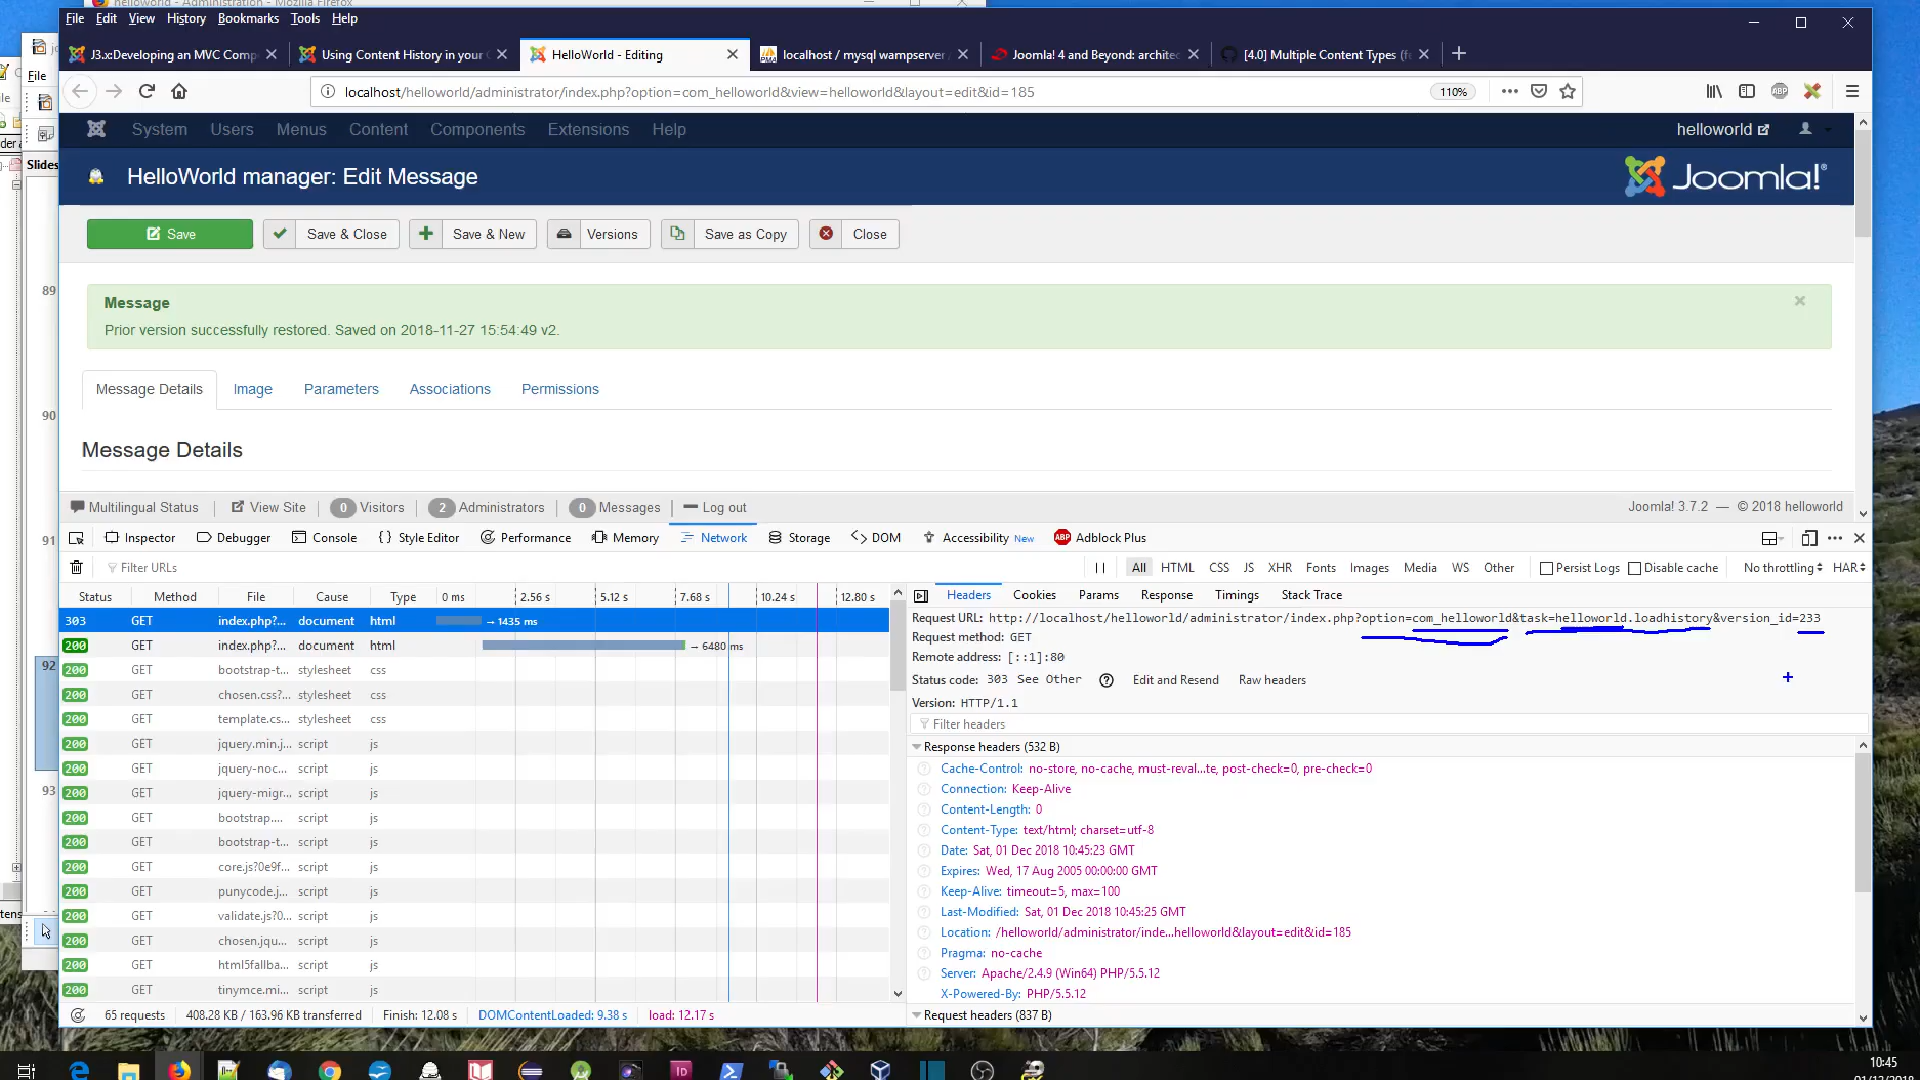 helloworld - Administration - Mozilla Firefox
File Edit View History Bookmarks Tools Help
J3.x:Developing an MVC Comp
Using Content History in your C
HelloWorld - Editing
localhost / mysql wampserver
Joomla! 4 and Beyond: architec
[4.0] Multiple Content Types (fe
File
localhost/helloworld/administrator/index.php?option=com_helloworld&view=helloworld&layout=edit&id=185
110%
ABP
System Users Menus Content Components Extensions Help
helloworld
Slides
HelloWorld manager: Edit Message
Joomla!®
Save
Save & Close
Save & New
Versions
Save as Copy
Close
89
Message
Prior version successfully restored. Saved on 2018-11-27 15:54:49 v2.
Message Details Image Parameters Associations Permissions
90
Message Details
Multilingual Status View Site 0 Visitors 2 Administrators 0 Messages Log out
Joomla! 3.7.2 — © 2018 helloworld
91
Inspector Debugger Console Style Editor Performance Memory Network Storage DOM Accessibility New ABP Adblock Plus
Filter URLs
All HTML CSS JS XHR Fonts Images Media WS Other
Persist Logs Disable cache No throttling HAR
Status Method File Cause Type 0 ms 2.56 s 5.12 s 7.68 s 10.24 s 12.80 s
303 GET index.php?... document html → 1435 ms
200 GET index.php?... document html → 6480 ms
92
200 GET bootstrap-t... stylesheet css
200 GET chosen.css?... stylesheet css
200 GET template.cs... stylesheet css
200 GET jquery.min.j... script js
200 GET jquery-noc... script js
93
200 GET jquery-migr... script js
200 GET bootstrap.... script js
200 GET bootstrap-t... script js
200 GET core.js?0e9f... script js
200 GET punycode.j... script js
200 GET validate.js?0... script js
200 GET chosen.jqu... script js
200 GET html5fallba... script js
200 GET tinymce.mi... script js
65 requests 408.28 KB / 163.96 KB transferred Finish: 12.08 s DOMContentLoaded: 9.38 s load: 12.17 s
Headers Cookies Params Response Timings Stack Trace
Request URL: http://localhost/helloworld/administrator/index.php?option=com_helloworld&task=helloworld.loadhistory&version_id=233
Request method: GET
Remote address: [::1]:80
Status code: 303 See Other Edit and Resend Raw headers
Version: HTTP/1.1
Filter headers
Response headers (532 B)
Cache-Control: no-store, no-cache, must-reval...te, post-check=0, pre-check=0
Connection: Keep-Alive
Content-Length: 0
Content-Type: text/html; charset=utf-8
Date: Sat, 01 Dec 2018 10:45:23 GMT
Expires: Wed, 17 Aug 2005 00:00:00 GMT
Keep-Alive: timeout=5, max=100
Last-Modified: Sat, 01 Dec 2018 10:45:25 GMT
Location: /helloworld/administrator/inde...helloworld&layout=edit&id=185
Pragma: no-cache
Server: Apache/2.4.9 (Win64) PHP/5.5.12
X-Powered-By: PHP/5.5.12
Request headers (837 B)
10:45